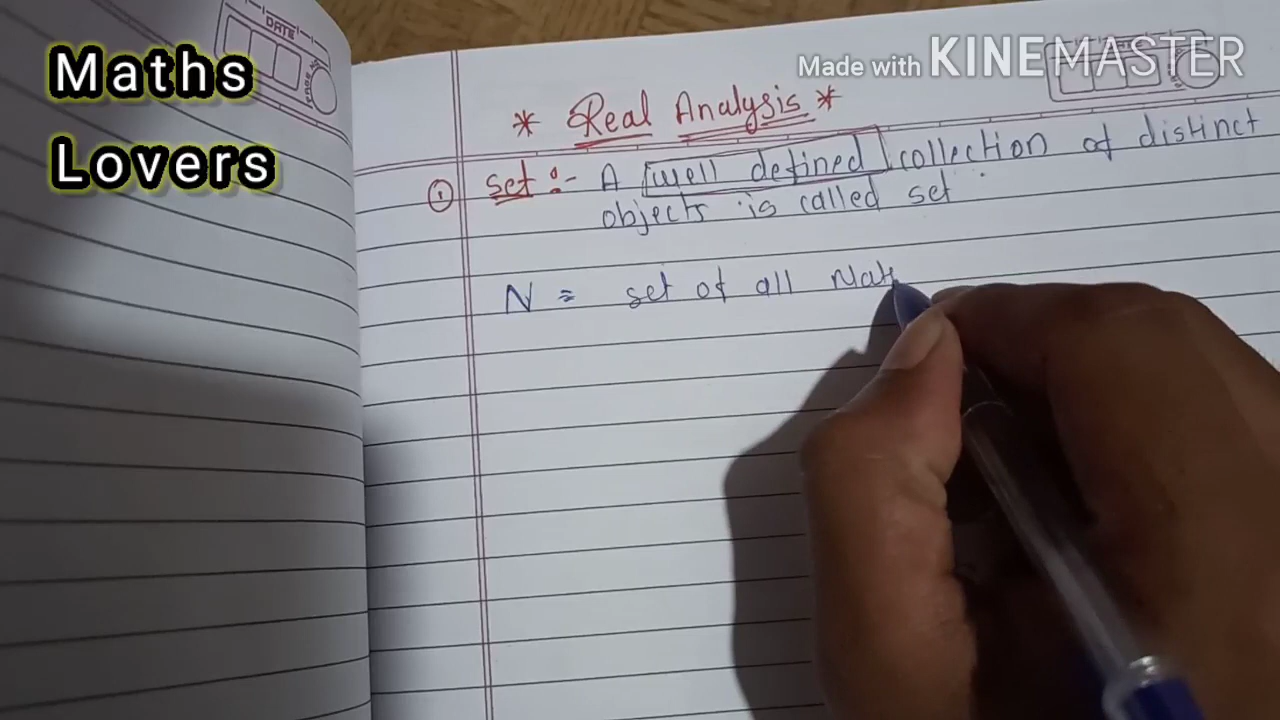 Maths
Lovers
Made with KINEMASTER
DATE
* Real Analysis *
① Set :- A well defined collection of distinct
objects is called set
N = set of all Nat